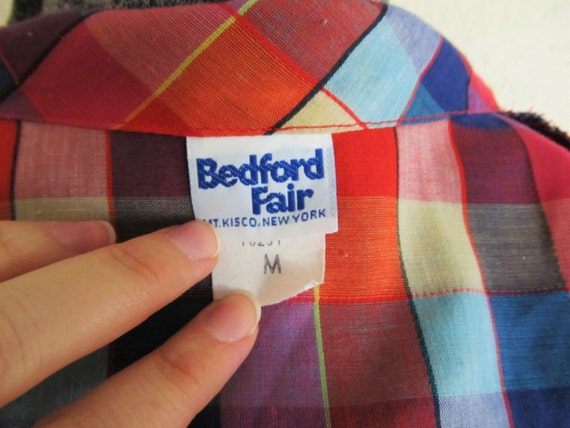 Bedford
Fair
MT. KISCO, NEW YORK
M